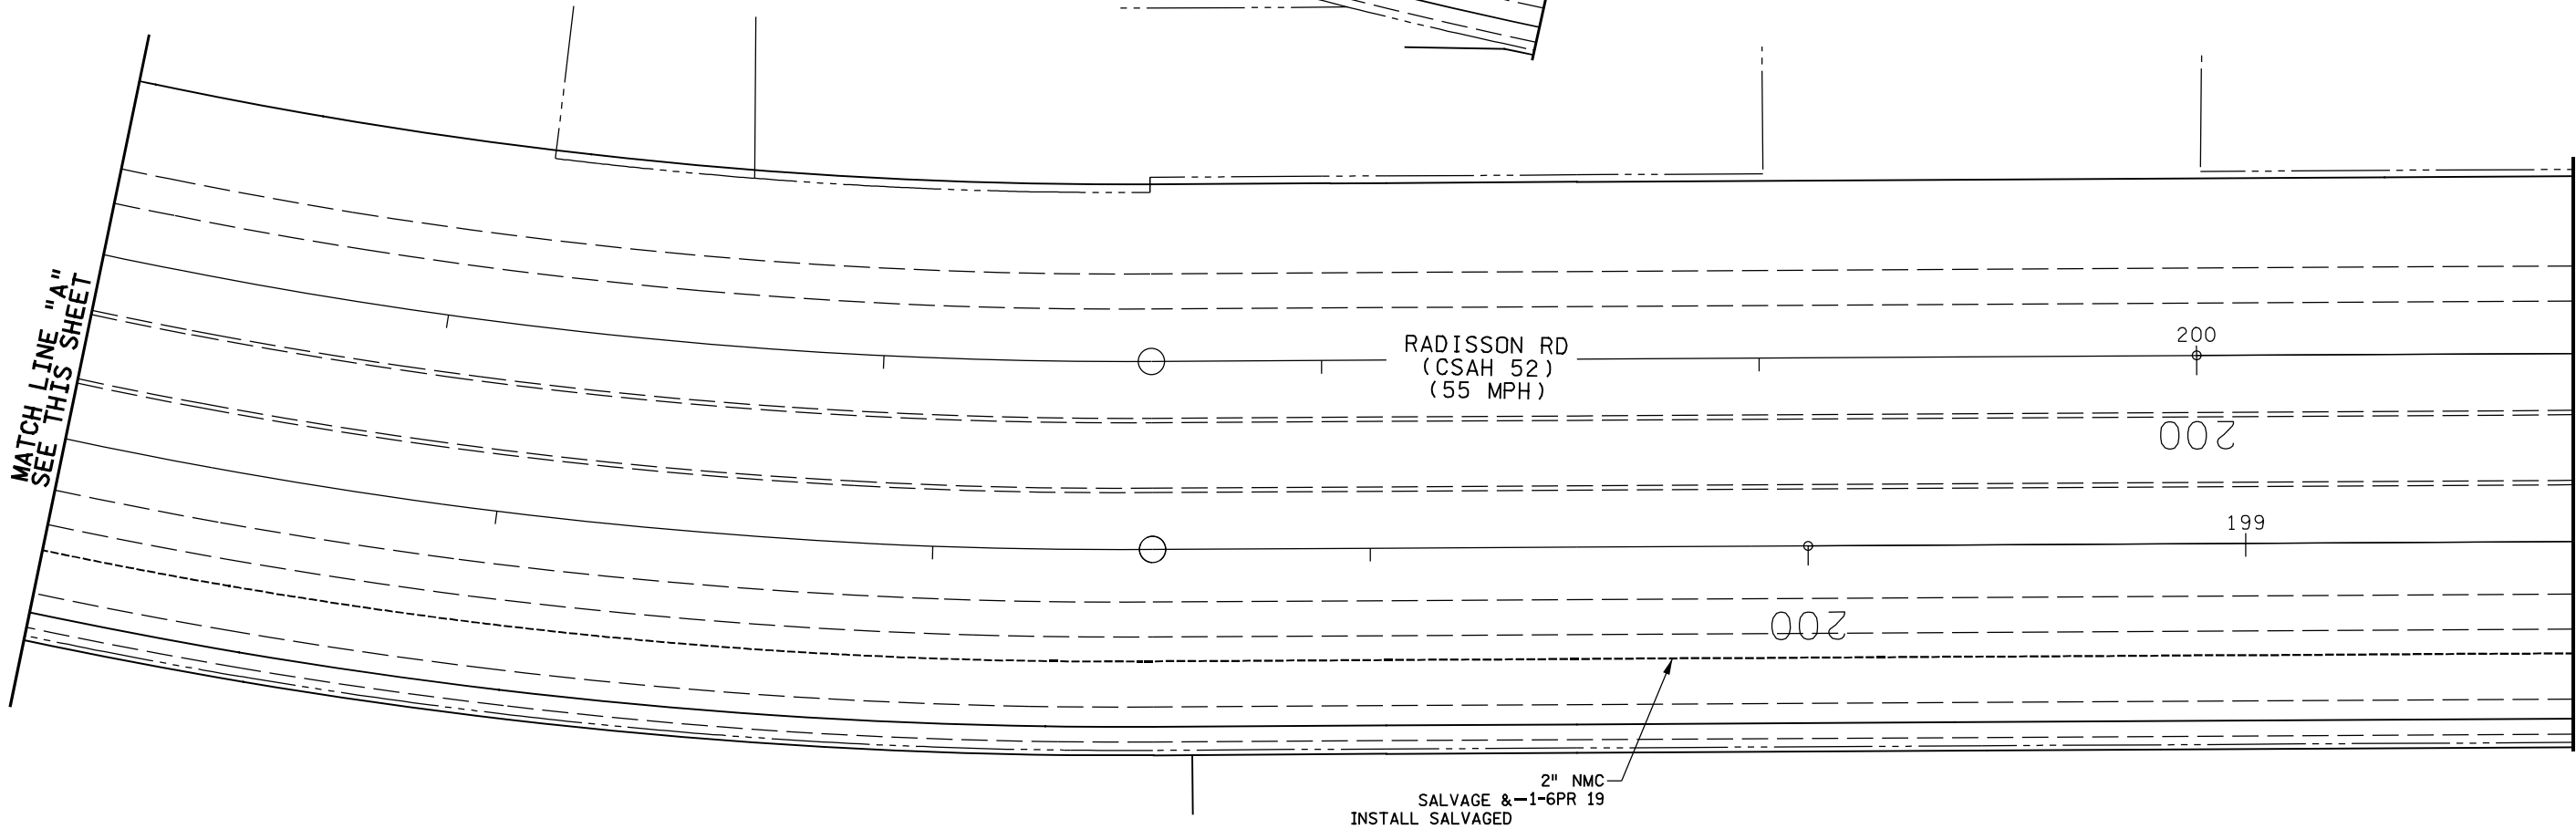 MATCH LINE "A"
SEE THIS SHEET
RADISSON RD
(CSAH 52)
(55 MPH)
200
200
199
200
2" NMC
SALVAGE & 1-6PR 19
INSTALL SALVAGED